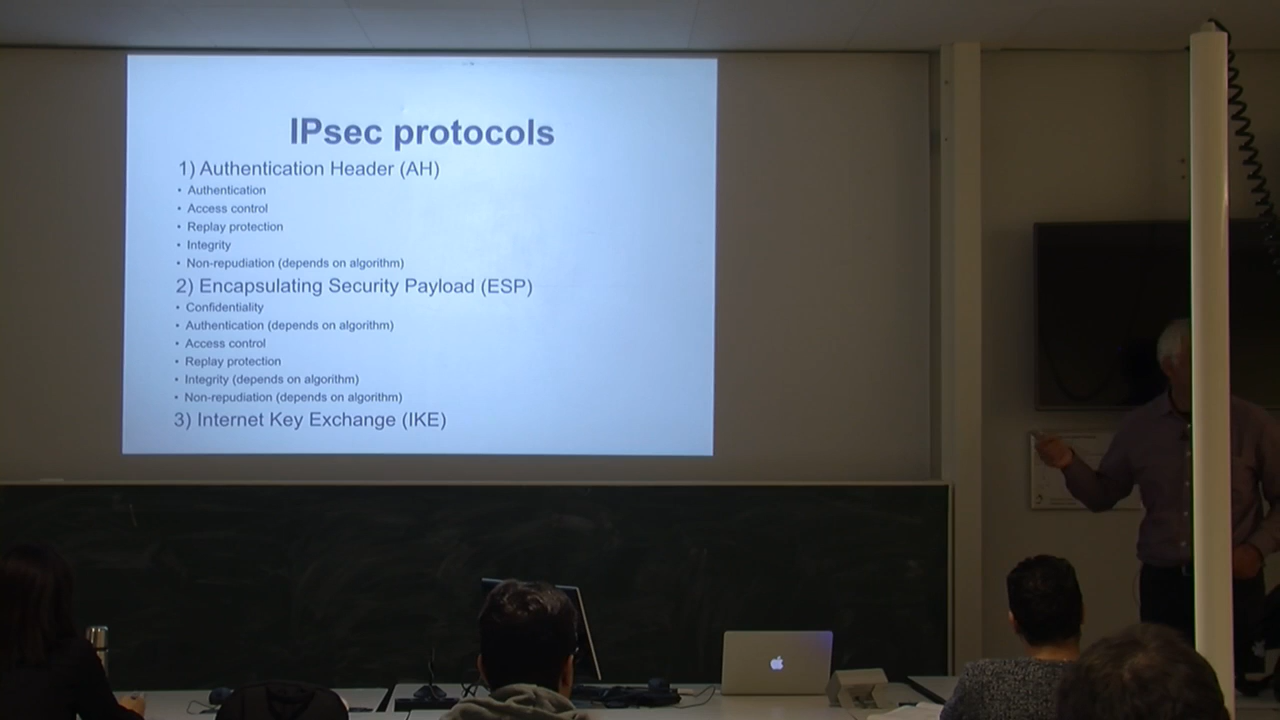 IPsec protocols
1) Authentication Header (AH)
• Authentication
• Access control
• Replay protection
• Integrity
• Non-repudiation (depends on algorithm)
2) Encapsulating Security Payload (ESP)
• Confidentiality
• Authentication (depends on algorithm)
• Access control
• Replay protection
• Integrity (depends on algorithm)
• Non-repudiation (depends on algorithm)
3) Internet Key Exchange (IKE)